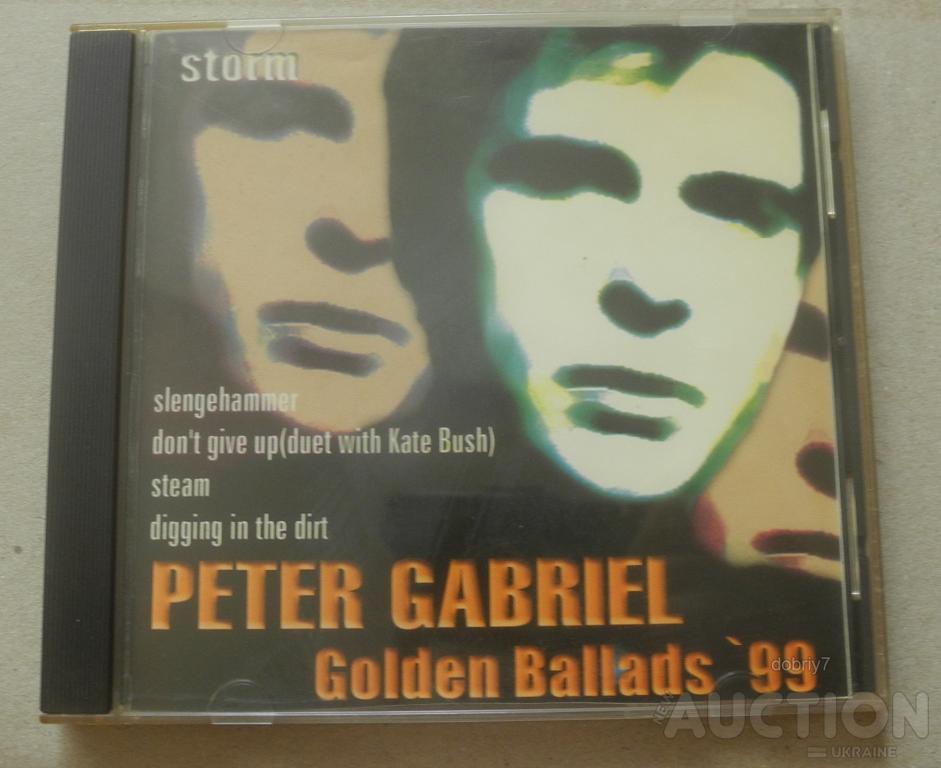 storm
slengehammer
don't give up(duet with Kate Bush)
steam
digging in the dirt
PETER GABRIEL
Golden Ballads `99
dobriy7
NEW
AUCTION
UKRAINE